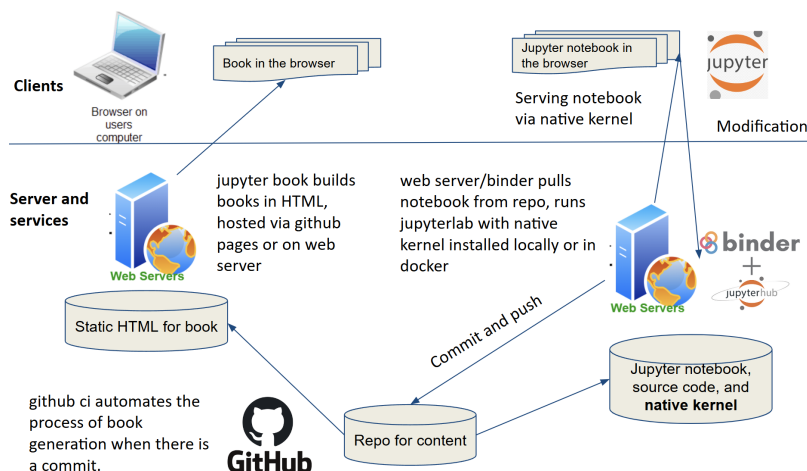 Clients
Browser on
users
computer
Book in the browser
Jupyter notebook in
the browser
jupyter
Serving notebook
via native kernel
Modification
Server and
services
Web Servers
jupyter book builds
books in HTML,
hosted via github
pages or on web
server
web server/binder pulls
notebook from repo, runs
jupyterlab with native
kernel installed locally or in
docker
Web Servers
binder
+
jupyterhub
Static HTML for book
Commit and push
Jupyter notebook,
source code, and
native kernel
github ci automates the
process of book
generation when there is
a commit.
GitHub
Repo for content